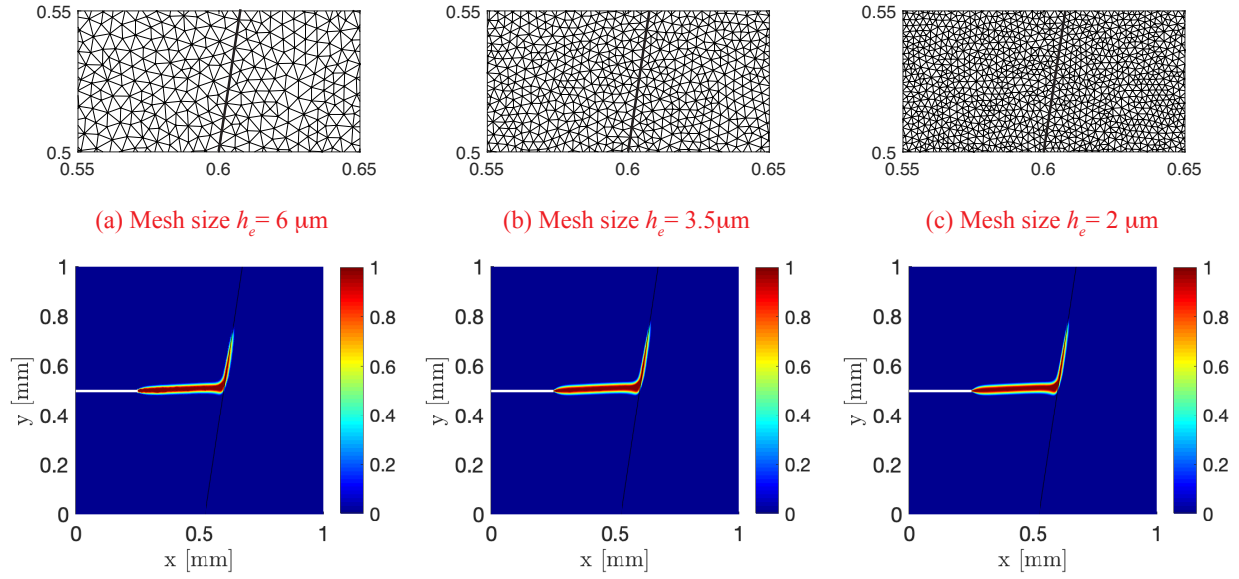 0.55 0.55 0.55
0.5 0.5 0.5
0.55 0.6 0.65 0.55 0.6 0.65 0.55 0.6 0.65
(a) Mesh size h_e = 6 μm (b) Mesh size h_e = 3.5μm (c) Mesh size h_e = 2 μm
1 1 1 1 1 1
0.8 0.8 0.8 0.8 0.8 0.8
0.6 0.6 0.6 0.6 0.6 0.6
y [mm] y [mm] y [mm]
0.4 0.4 0.4 0.4 0.4 0.4
0.2 0.2 0.2 0.2 0.2 0.2
0 0 0 0 0 0
0 0.5 1 0 0.5 1 0 0.5 1
x [mm] x [mm] x [mm]